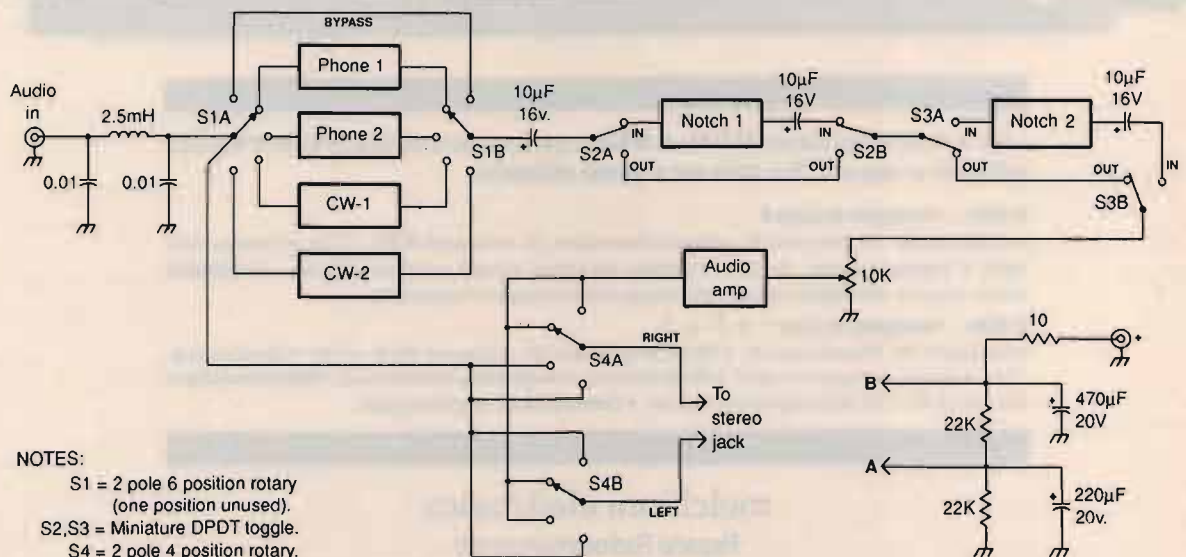 BYPASS
Phone 1
Audio
in
2.5mH
S1A
Phone 2
S1B
10µF
16v.
+
S2A
IN
OUT
Notch 1
10µF
16V
+
IN
OUT
S2B
S3A
IN
OUT
Notch 2
10µF
16V
+
OUT
IN
S3B
0.01
0.01
CW-1
CW-2
Audio
amp
10K
RIGHT
S4A
To
stereo
jack
S4B
LEFT
10
+
B
22K
+
470µF
20V
A
22K
+
220µF
20v.
NOTES:
S1 = 2 pole 6 position rotary
(one position unused).
S2,S3 = Miniature DPDT toggle.
S4 = 2 pole 4 position rotary.